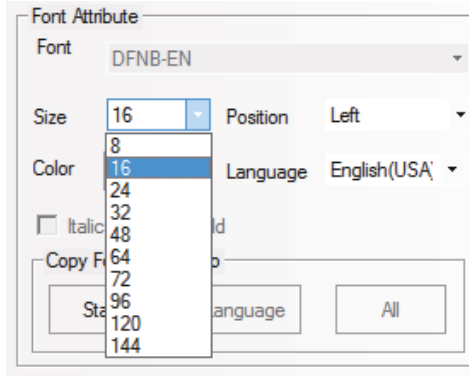 Font Attribute
Font DFNB-EN
Size 16 Position Left
8
Color 16 Language English(USA)
24
Italic 32 ld
48
Copy F 64 o
72
Sta 96 anguage All
120
144